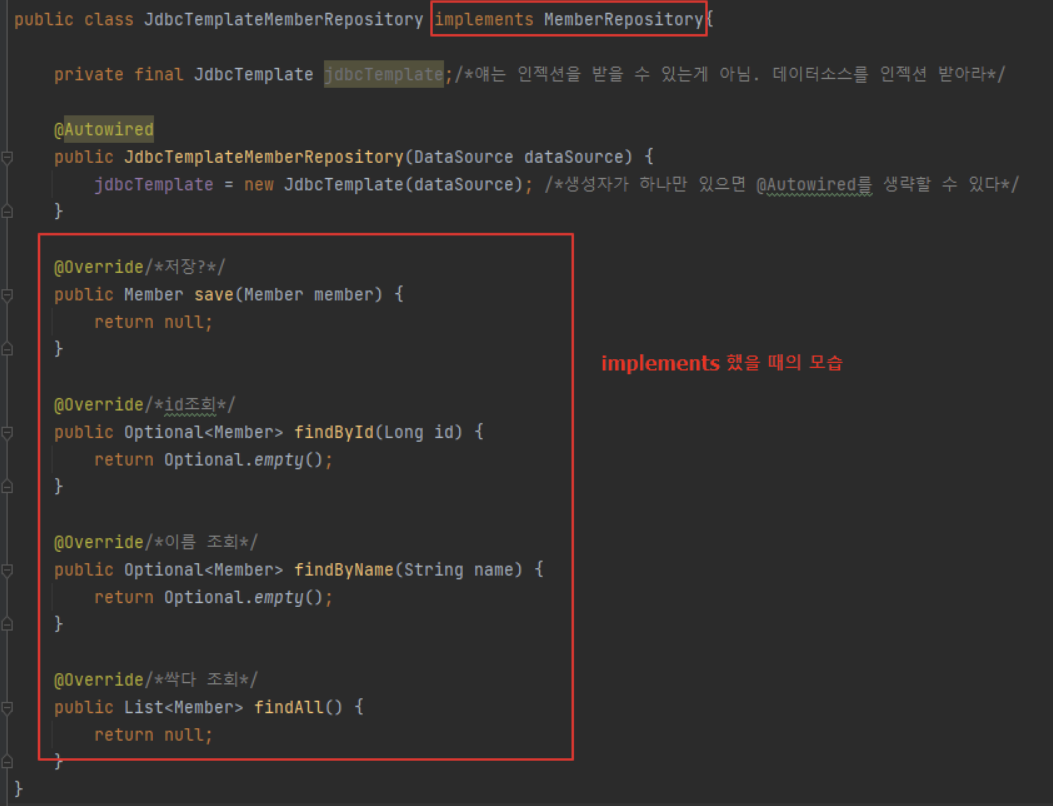 public class JdbcTemplateMemberRepository implements MemberRepository{
private final JdbcTemplate jdbcTemplate;/*얘는 인젝션을 받을 수 있는게 아님. 데이터소스를 인젝션 받아라*/
@Autowired
public JdbcTemplateMemberRepository(DataSource dataSource) {
jdbcTemplate = new JdbcTemplate(dataSource); /*생성자가 하나만 있으면 @Autowired를 생략할 수 있다*/
}
@Override/*저장?*/
public Member save(Member member) {
return null;
}
implements 했을 때의 모습
@Override/*id조회*/
public Optional<Member> findById(Long id) {
return Optional.empty();
}
@Override/*이름 조회*/
public Optional<Member> findByName(String name) {
return Optional.empty();
}
@Override/*싹다 조회*/
public List<Member> findAll() {
return null;
}
}